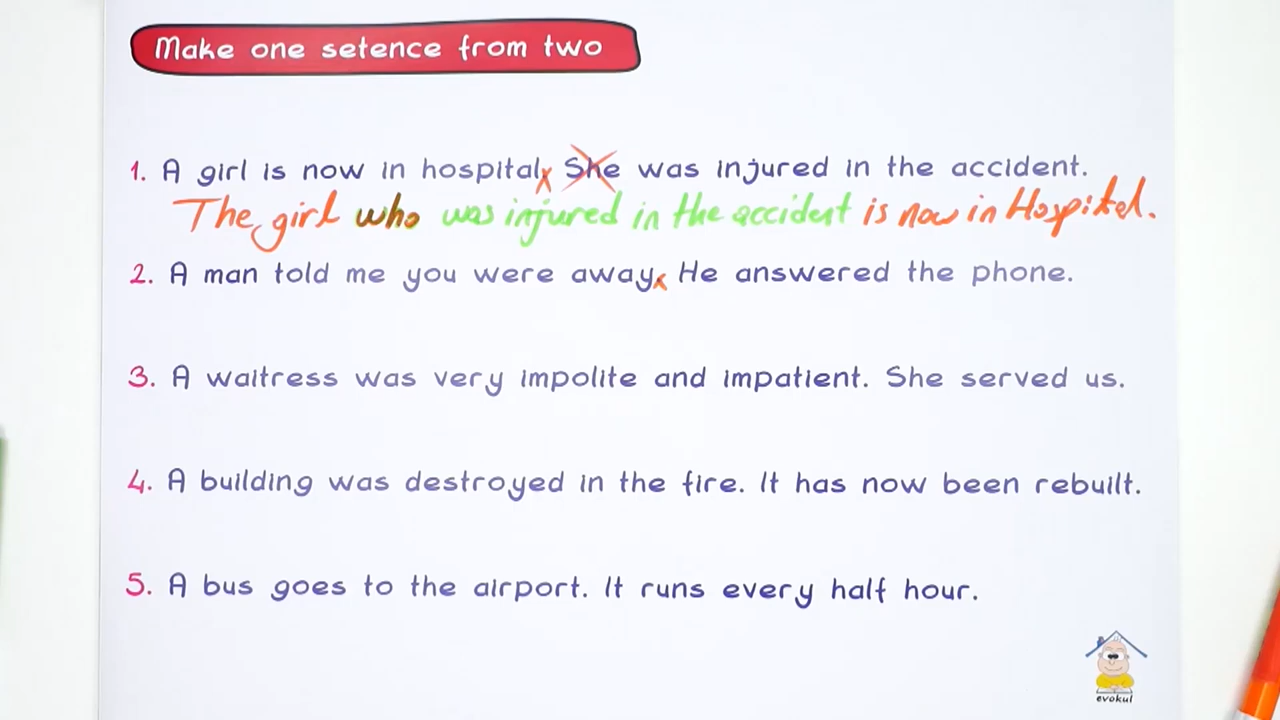 Make one setence from two
1. A girl is now in hospital. She was injured in the accident.
The girl who was injured in the accident is now in Hospital.
2. A man told me you were away. He answered the phone.
3. A waitress was very impolite and impatient. She served us.
4. A building was destroyed in the fire. It has now been rebuilt.
5. A bus goes to the airport. It runs every half hour.
evokul